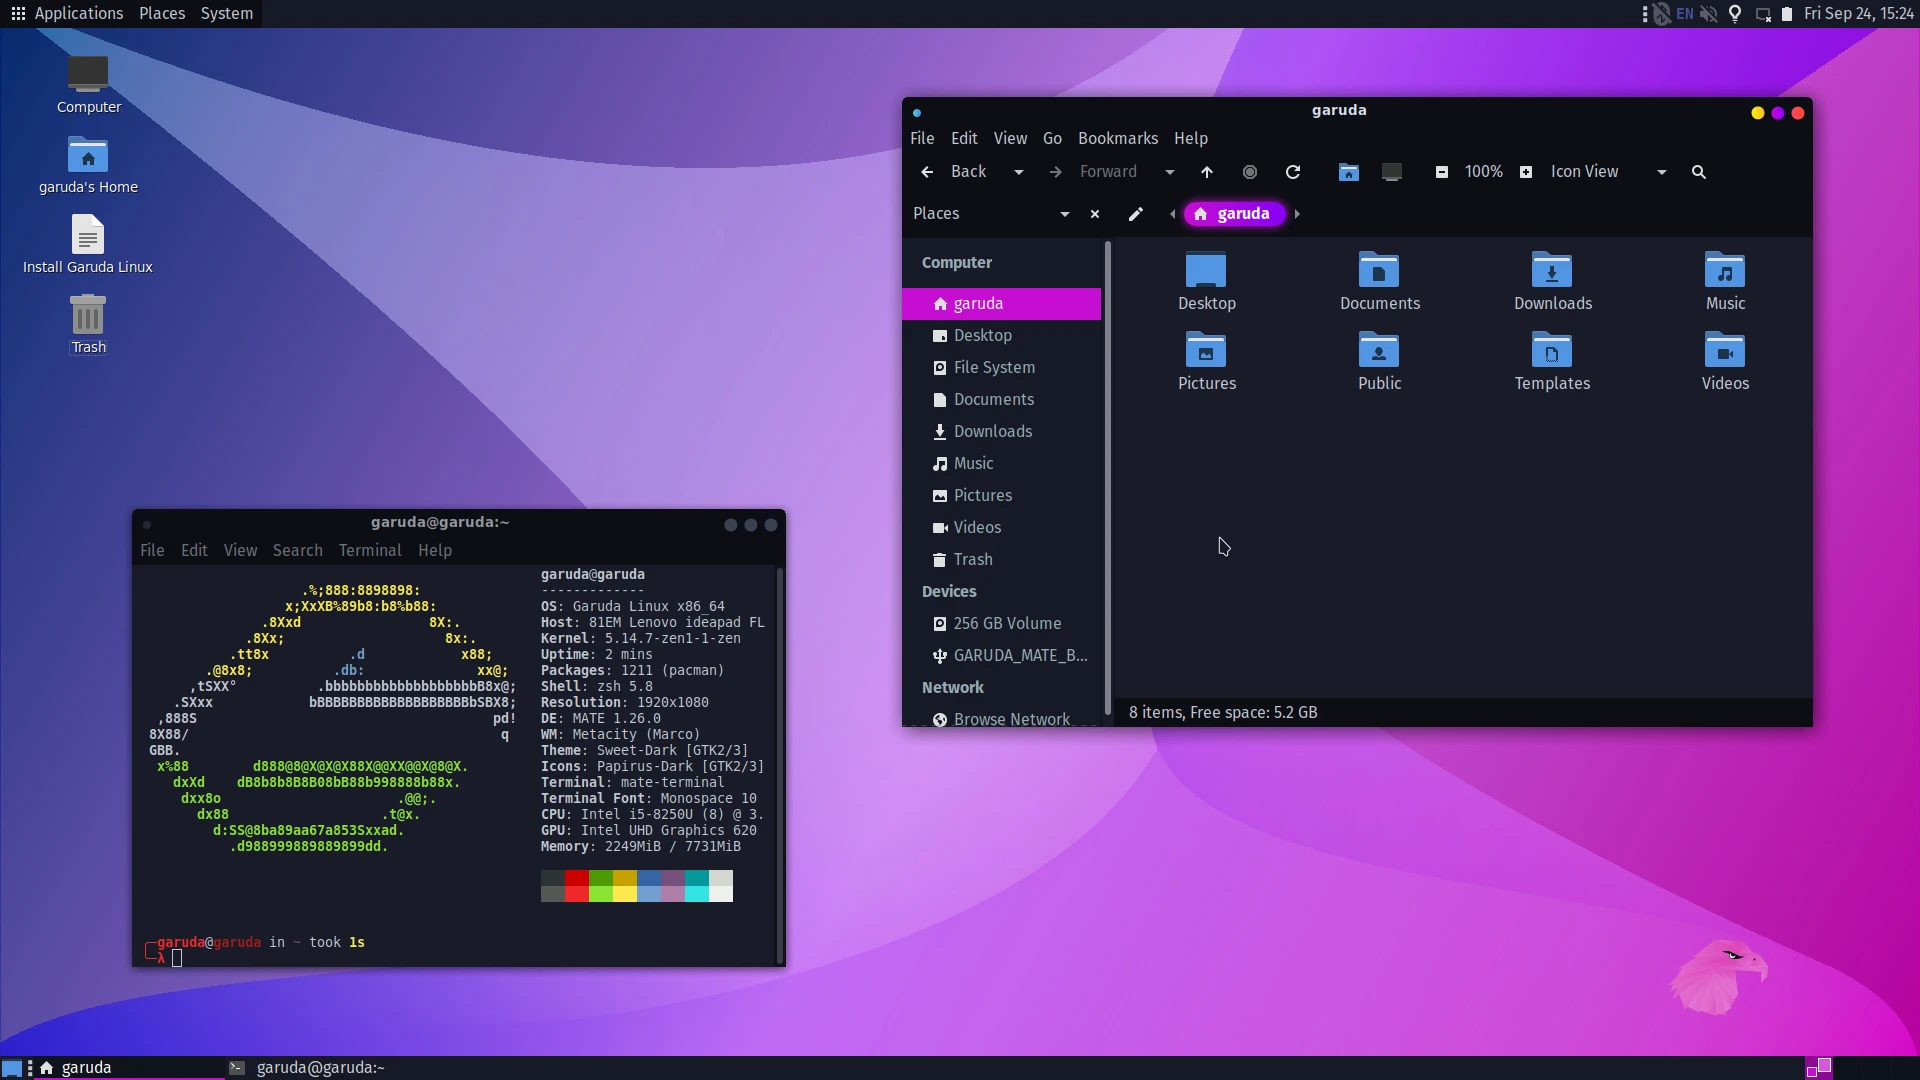 Applications Places System
EN Fri Sep 24, 15:24
Computer
garuda's Home
Install Garuda Linux
Trash
garuda
File Edit View Go Bookmarks Help
Back Forward 100% Icon View
Places garuda
Computer
garuda
Desktop
File System
Documents
Downloads
Music
Pictures
Videos
Trash
Devices
256 GB Volume
GARUDA_MATE_B...
Network
Browse Network
Desktop Documents Downloads Music
Pictures Public Templates Videos
8 items, Free space: 5.2 GB
garuda@garuda:~
File Edit View Search Terminal Help
garuda@garuda
.%;888:8898898: -------------
x;XxXB%89b8:b8%b88: OS: Garuda Linux x86_64
.8Xxd 8X:. Host: 81EM Lenovo ideapad FL
.8Xx; 8x:. Kernel: 5.14.7-zen1-1-zen
.tt8x .d x88; Uptime: 2 mins
.@8x8; .db: xx@; Packages: 1211 (pacman)
,tSXX° .bbbbbbbbbbbbbbbbbbbB8x@; Shell: zsh 5.8
.SXxx bBBBBBBBBBBBBBBBBBBBbSBX8; Resolution: 1920x1080
,888S pd! DE: MATE 1.26.0
8X88/ q WM: Metacity (Marco)
GBB. Theme: Sweet-Dark [GTK2/3]
x%88 d888@8@X@X@X88X@@XX@@X@8@X. Icons: Papirus-Dark [GTK2/3]
dxXd dB8b8b8B8B08bB88b998888b88x. Terminal: mate-terminal
dxx8o .@@;. Terminal Font: Monospace 10
dx88 .t@x. CPU: Intel i5-8250U (8) @ 3.
d:SS@8ba89aa67a853Sxxad. GPU: Intel UHD Graphics 620
.d988999889889899dd. Memory: 2249MiB / 7731MiB
garuda@garuda in ~ took 1s
λ
garuda garuda@garuda:~